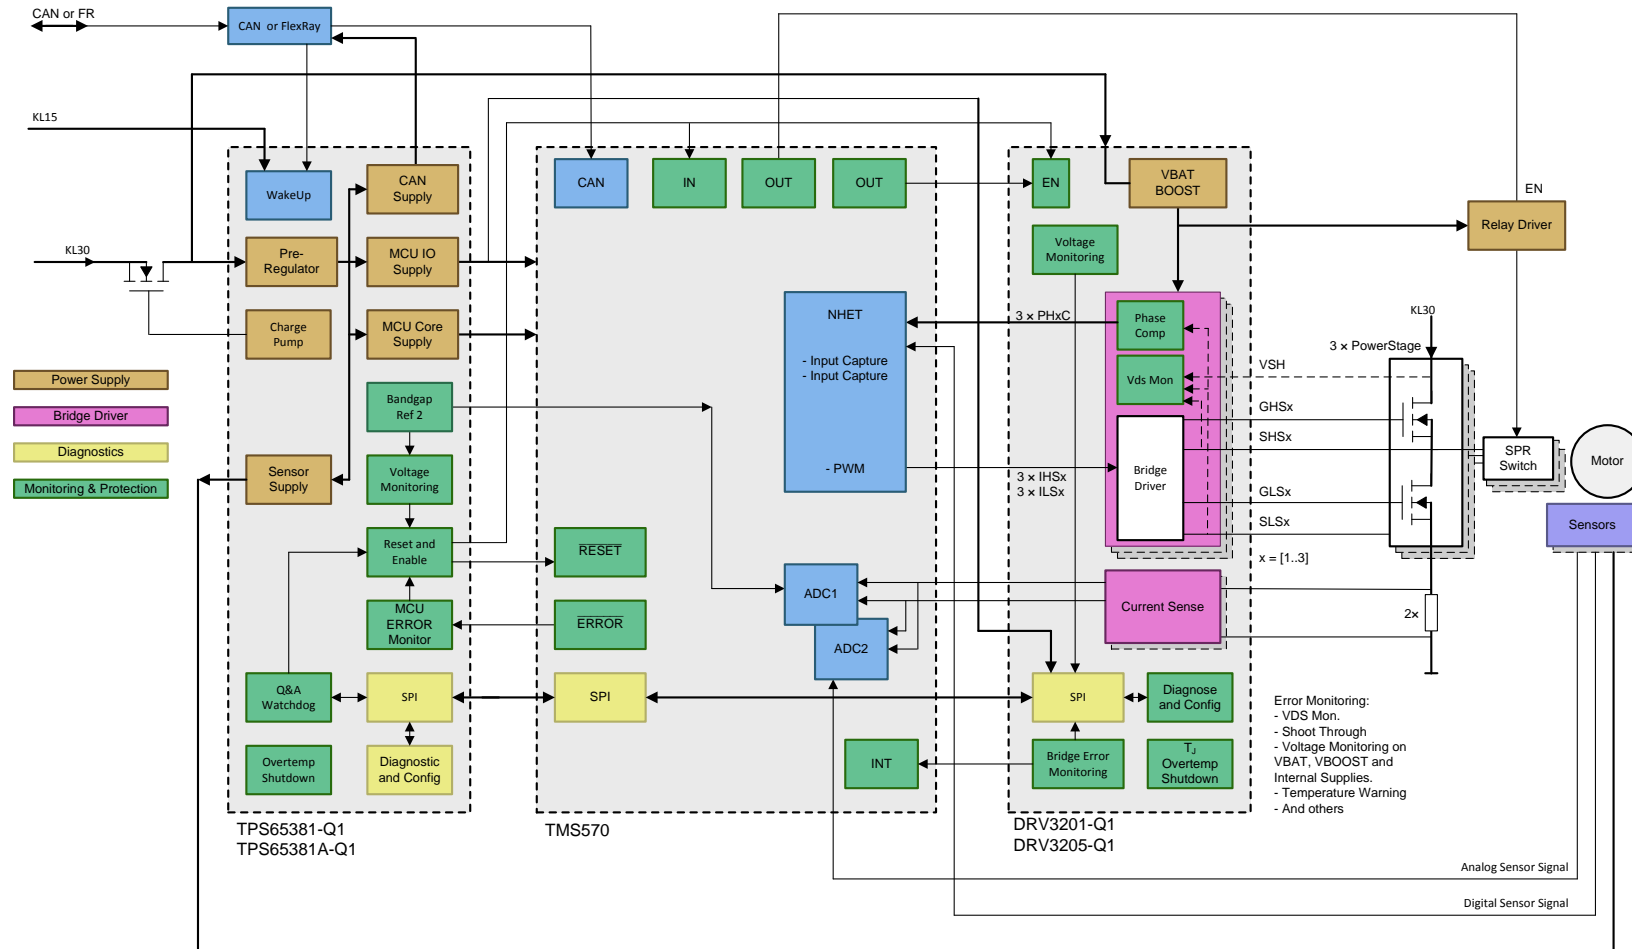 CAN or FR
CAN or FlexRay
KL15
WakeUp
CAN
Supply
KL30
Pre-
Regulator
MCU IO
Supply
Charge
Pump
MCU Core
Supply
Power Supply
Bridge Driver
Diagnostics
Monitoring & Protection
Bandgap
Ref 2
Sensor
Supply
Voltage
Monitoring
Reset and
Enable
MCU
ERROR
Monitor
Q&A
Watchdog
SPI
Overtemp
Shutdown
Diagnostic
and Config
TPS65381-Q1
TPS65381A-Q1
CAN
IN
OUT
OUT
NHET
- Input Capture
- Input Capture
- PWM
RESET
ERROR
ADC1
ADC2
SPI
INT
TMS570
EN
VBAT
BOOST
Voltage
Monitoring
3 × PHxC
Phase
Comp
Vds Mon
Bridge
Driver
3 × IHSx
3 × ILSx
Current Sense
SPI
Diagnose
and Config
Bridge Error
Monitoring
TJ
Overtemp
Shutdown
DRV3201-Q1
DRV3205-Q1
EN
Relay Driver
KL30
3 × PowerStage
VSH
GHSx
SHSx
GLSx
SLSx
x = [1..3]
2×
SPR
Switch
Motor
Sensors
Error Monitoring:
- VDS Mon.
- Shoot Through
- Voltage Monitoring on
VBAT, VBOOST and
Internal Supplies.
- Temperature Warning
- And others
Analog Sensor Signal
Digital Sensor Signal